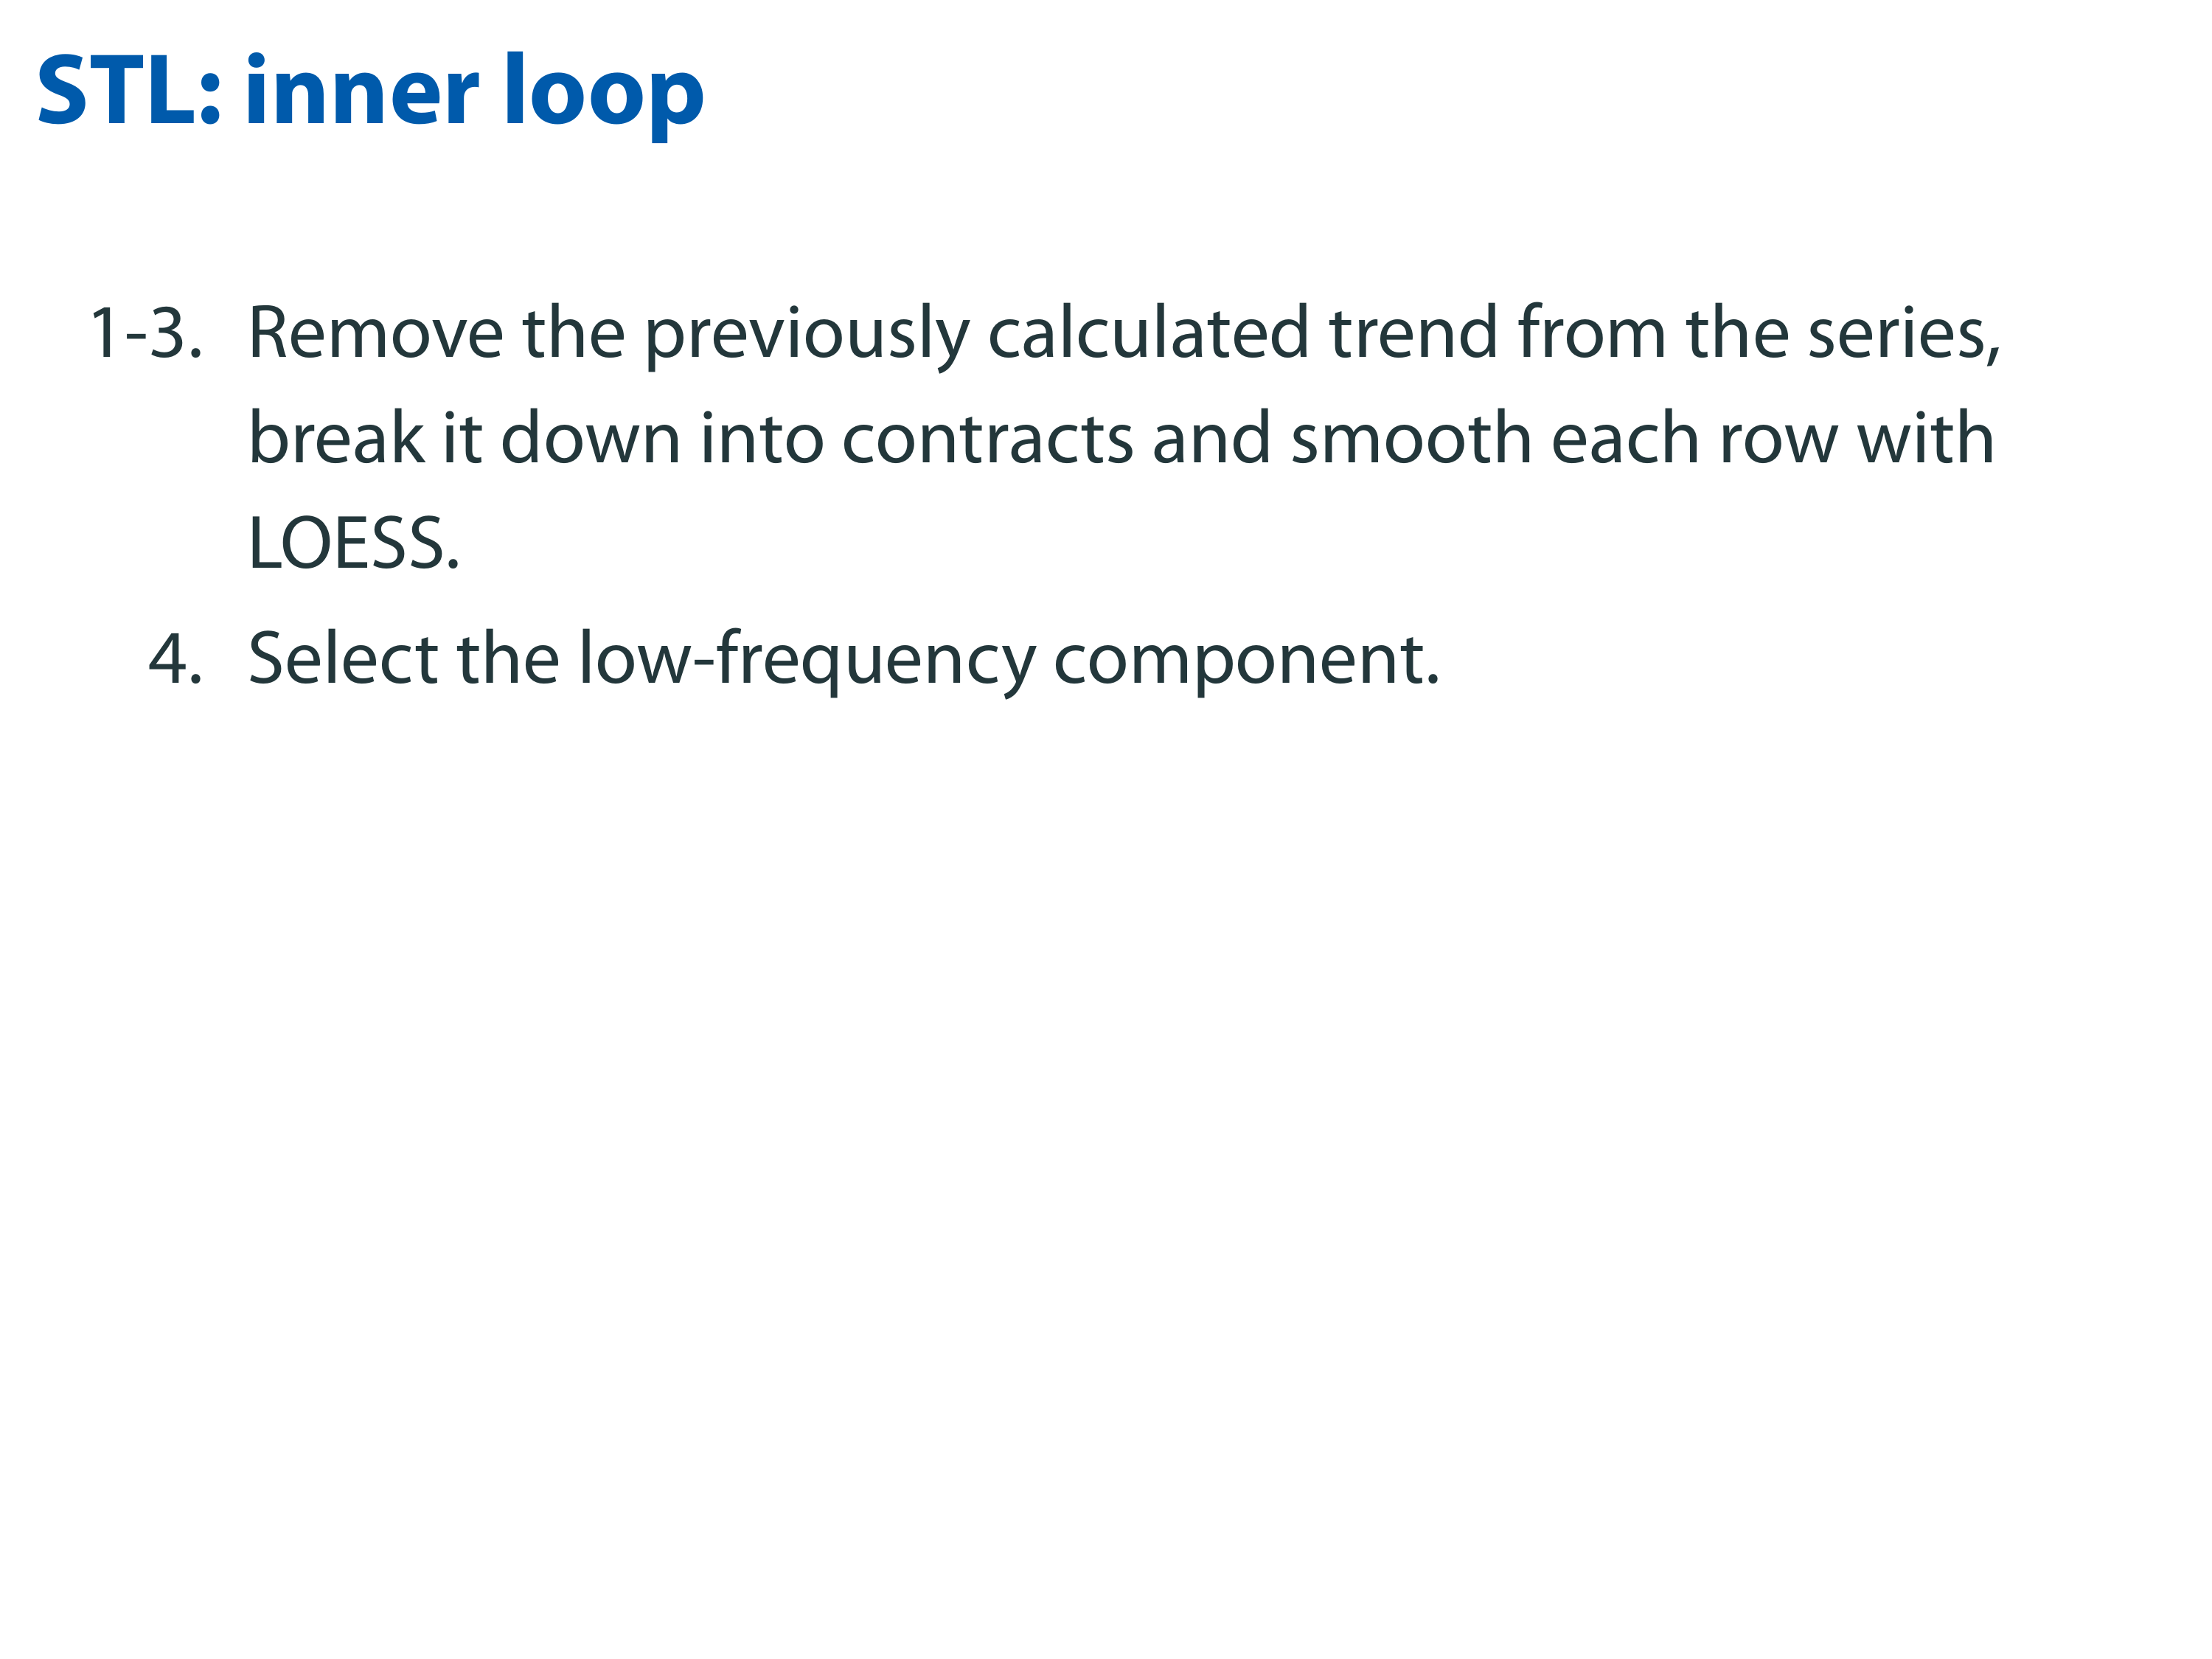 STL: inner loop
1-3. Remove the previously calculated trend from the series,
break it down into contracts and smooth each row with
LOESS.
4. Select the low-frequency component.